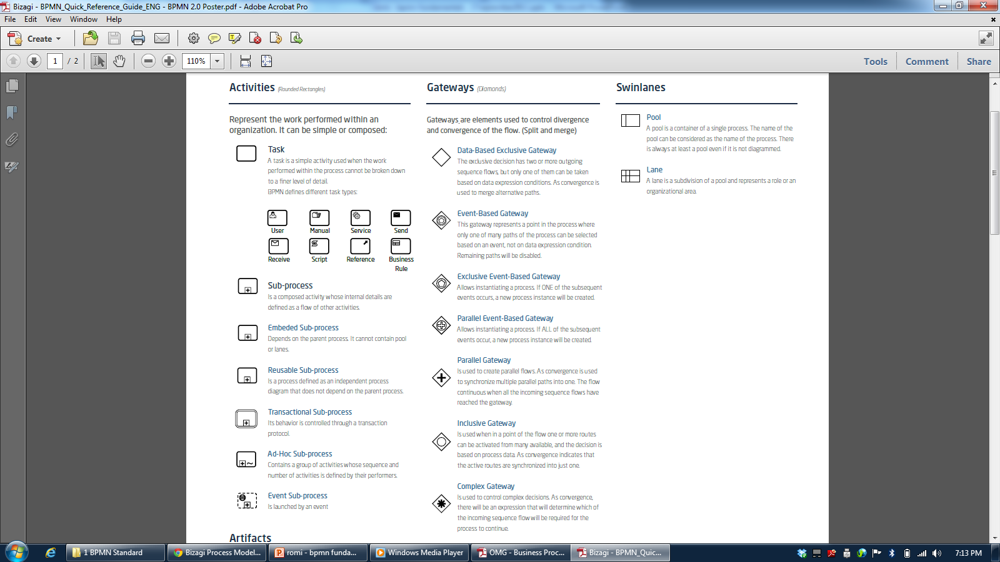 Bizagi - BPMN_Quick_Reference_Guide_ENG - BPMN 2.0 Poster.pdf - Adobe Acrobat Pro
File Edit View Window Help
Create
1 / 2 110% Tools Comment Share
Activities (Rounded Rectangles)
Represent the work performed within an
organization. It can be simple or composed:
Task
A task is a simple activity used when the work
performed within the process cannot be broken down
to a finer level of detail.
BPMN defines different task types:
User Manual Service Send
Receive Script Reference Business
Rule
Sub-process
Is a composed activity whose internal details are
defined as a flow of other activities.
Embeded Sub-process
Depends on the parent process. It cannot contain pool
or lanes.
Reusable Sub-process
Is a process defined as an independent process
diagram that does not depend on the parent process.
Transactional Sub-process
Its behavior is controlled through a transaction
protocol.
Ad-Hoc Sub-process
Contains a group of activities whose sequence and
number of activities is defined by their performers.
Event Sub-process
Is launched by an event
Artifacts
Gateways (Diamonds)
Gateways are elements used to control divergence
and convergence of the flow. (Split and merge)
Data-Based Exclusive Gateway
The exclusive decision has two or more outgoing
sequence flows, but only one of them can be taken
based on data expression conditions. As convergence is
used to merge alternative paths.
Event-Based Gateway
This gateway represents a point in the process where
only one of many paths of the process can be selected
based on an event, not on data expression condition.
Remaining paths will be disabled.
Exclusive Event-Based Gateway
Allows instantiating a process. If ONE of the subsequent
events occurs, a new process instance will be created.
Parallel Event-Based Gateway
Allows instantiating a process. If ALL of the subsequent
events occur, a new process instance will be created.
Parallel Gateway
Is used to create parallel flows. As convergence is used
to synchronize multiple parallel paths into one. The flow
continuous when all the incoming sequence flows have
reached the gateway.
Inclusive Gateway
Is used when in a point of the flow one or more routes
can be activated from many available, and the decision is
based on process data. As convergence indicates that
the active routes are synchronized into just one.
Complex Gateway
Is used to control complex decisions. As convergence,
there will be an expression that will determine which of
the incoming sequence flow will be required for the
process to continue.
Swinlanes
Pool
A pool is a container of a single process. The name of the
pool can be considered as the name of the process. There
is always at least a pool even if it is not diagrammed.
Lane
A lane is a subdivision of a pool and represents a role or an
organizational area.
1 BPMN Standard Bizagi Process Model... romi - bpmn funda... Windows Media Player OMG - Business Proc... Bizagi - BPMN_Quic... 7:13 PM